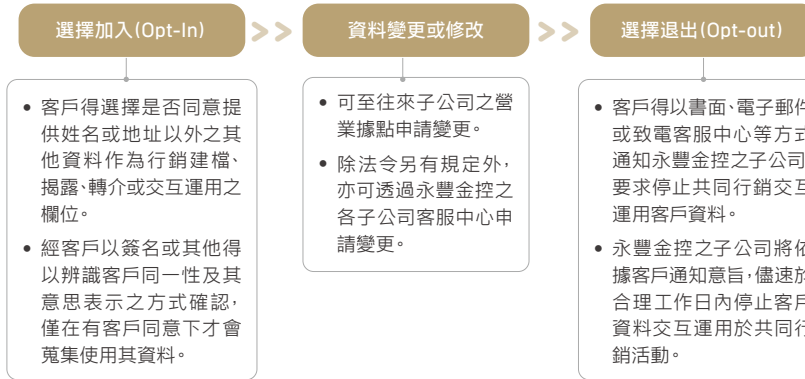 選擇加入(Opt-In)
客戶得選擇是否同意提
供姓名或地址以外之其
他資料作為行銷建檔、
揭露、轉介或交互運用之
欄位。
經客戶以簽名或其他得
以辨識客戶同一性及其
意思表示之方式確認,
僅在有客戶同意下才會
蒐集使用其資料。
資料變更或修改
可至往來子公司之營
業據點申請變更。
除法令另有規定外,
亦可透過永豐金控之
各子公司客服中心申
請變更。
選擇退出(Opt-out)
客戶得以書面、電子郵件
或致電客服中心等方式
通知永豐金控之子公司
要求停止共同行銷交互
運用客戶資料。
永豐金控之子公司將依
據客戶通知意旨,儘速於
合理工作日內停止客戶
資料交互運用於共同行
銷活動。